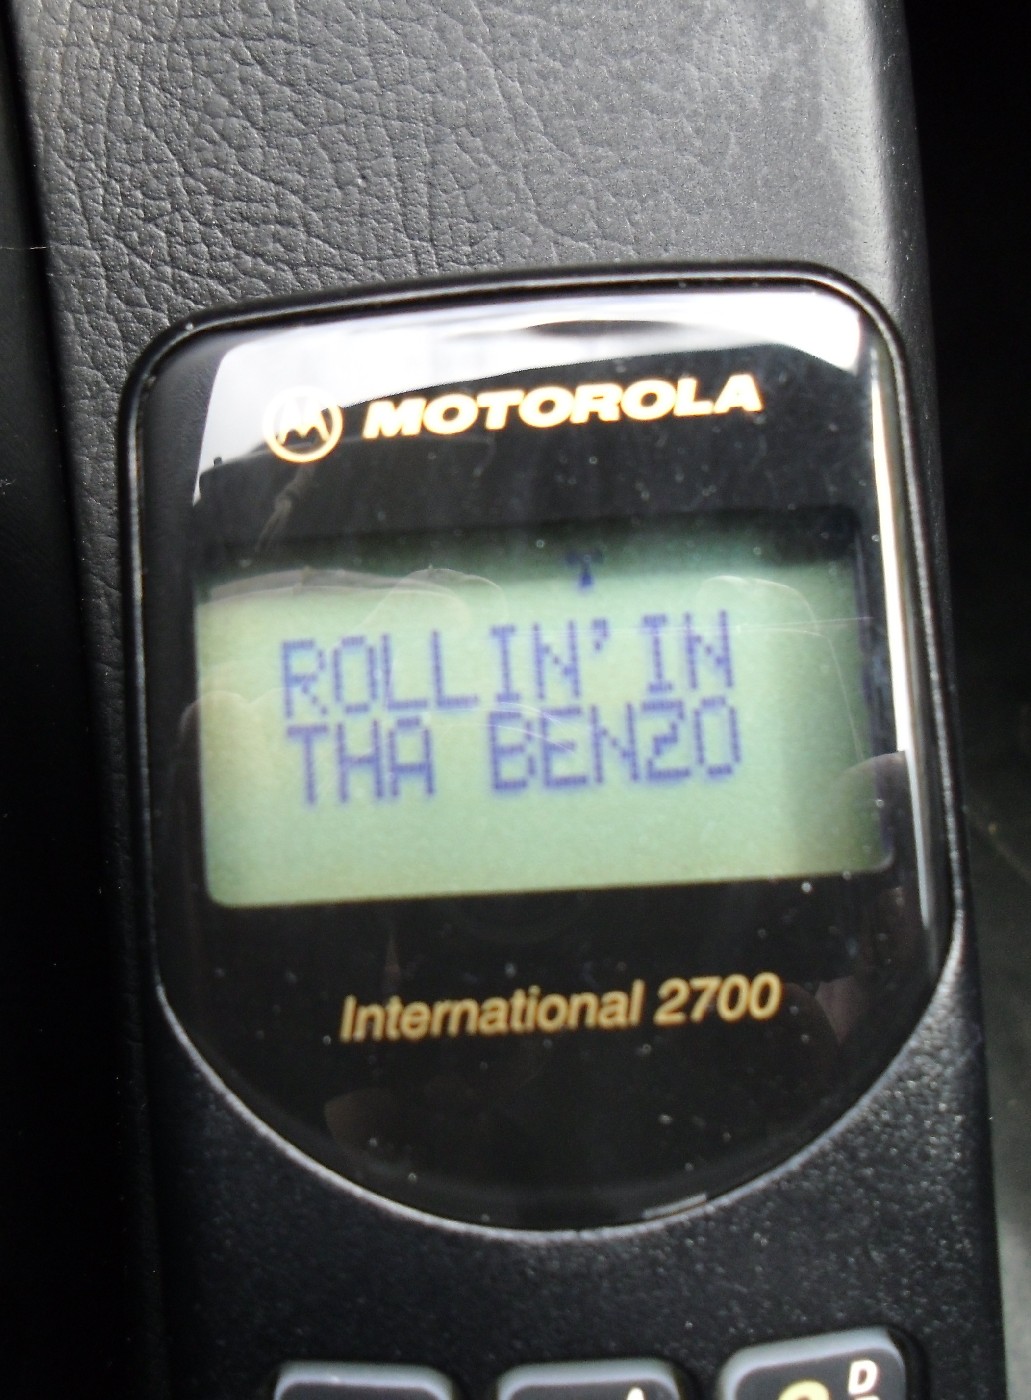 MOTOROLA
ROLLIN' IN
THA BENZO
International 2700
A
D